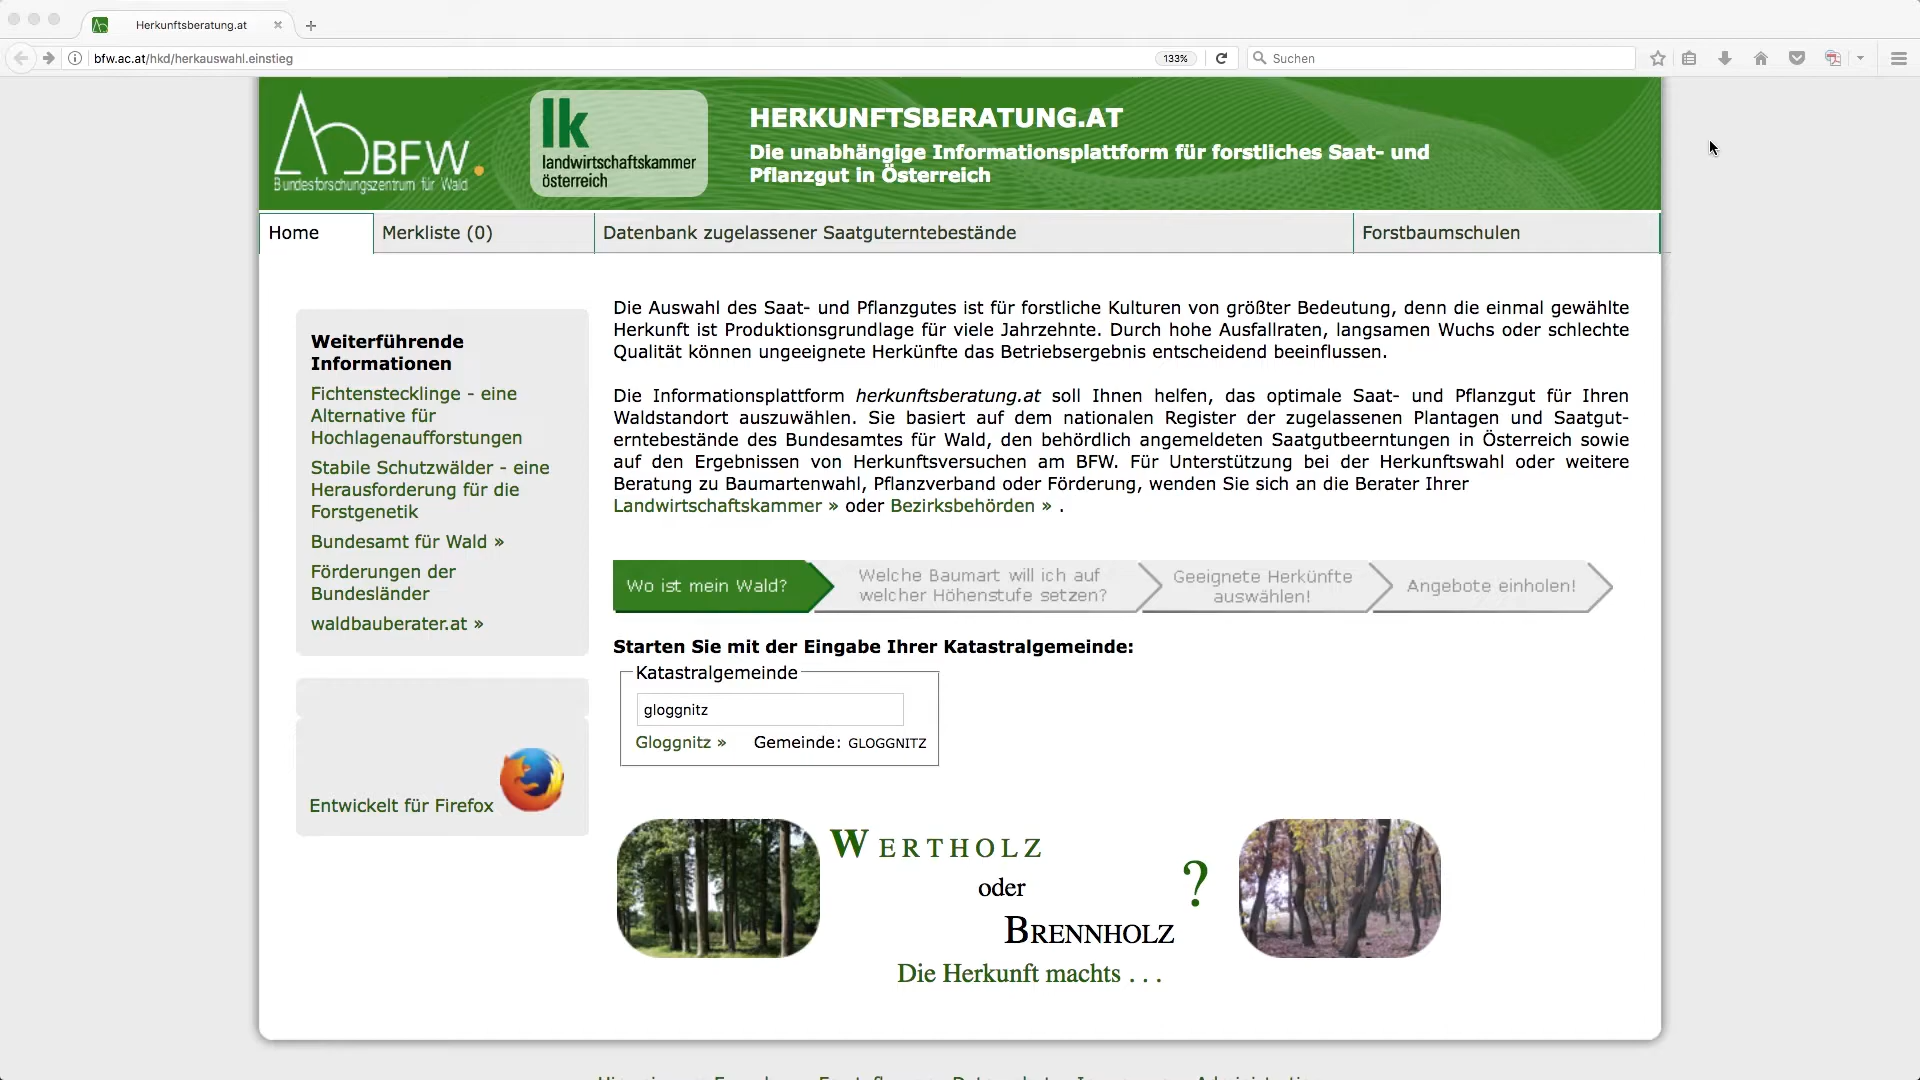 Herkunftsberatung.at
bfw.ac.at/hkd/herkauswahl.einstieg
133%
Suchen
BFW.
Bundesforschungszentrum für Wald
lk
landwirtschaftskammer
österreich
HERKUNFTSBERATUNG.AT
Die unabhängige Informationsplattform für forstliches Saat- und
Pflanzgut in Österreich
Home
Merkliste (0)
Datenbank zugelassener Saatguterntebestände
Forstbaumschulen
Weiterführende
Informationen
Fichtenstecklinge - eine
Alternative für
Hochlagenaufforstungen
Stabile Schutzwälder - eine
Herausforderung für die
Forstgenetik
Bundesamt für Wald »
Förderungen der
Bundesländer
waldbauberater.at »
Entwickelt für Firefox
Die Auswahl des Saat- und Pflanzgutes ist für forstliche Kulturen von größter Bedeutung, denn die einmal gewählte
Herkunft ist Produktionsgrundlage für viele Jahrzehnte. Durch hohe Ausfallraten, langsamen Wuchs oder schlechte
Qualität können ungeeignete Herkünfte das Betriebsergebnis entscheidend beeinflussen.
Die Informationsplattform herkunftsberatung.at soll Ihnen helfen, das optimale Saat- und Pflanzgut für Ihren
Waldstandort auszuwählen. Sie basiert auf dem nationalen Register der zugelassenen Plantagen und Saatgut-
erntebestände des Bundesamtes für Wald, den behördlich angemeldeten Saatgutbeerntungen in Österreich sowie
auf den Ergebnissen von Herkunftsversuchen am BFW. Für Unterstützung bei der Herkunftswahl oder weitere
Beratung zu Baumartenwahl, Pflanzverband oder Förderung, wenden Sie sich an die Berater Ihrer
Landwirtschaftskammer » oder Bezirksbehörden » .
Wo ist mein Wald?
Welche Baumart will ich auf
welcher Höhenstufe setzen?
Geeignete Herkünfte
auswählen!
Angebote einholen!
Starten Sie mit der Eingabe Ihrer Katastralgemeinde:
Katastralgemeinde
gloggnitz
Gloggnitz » Gemeinde: GLOGGNITZ
WERTHOLZ
oder
BRENNHOLZ
?
Die Herkunft machts . . .